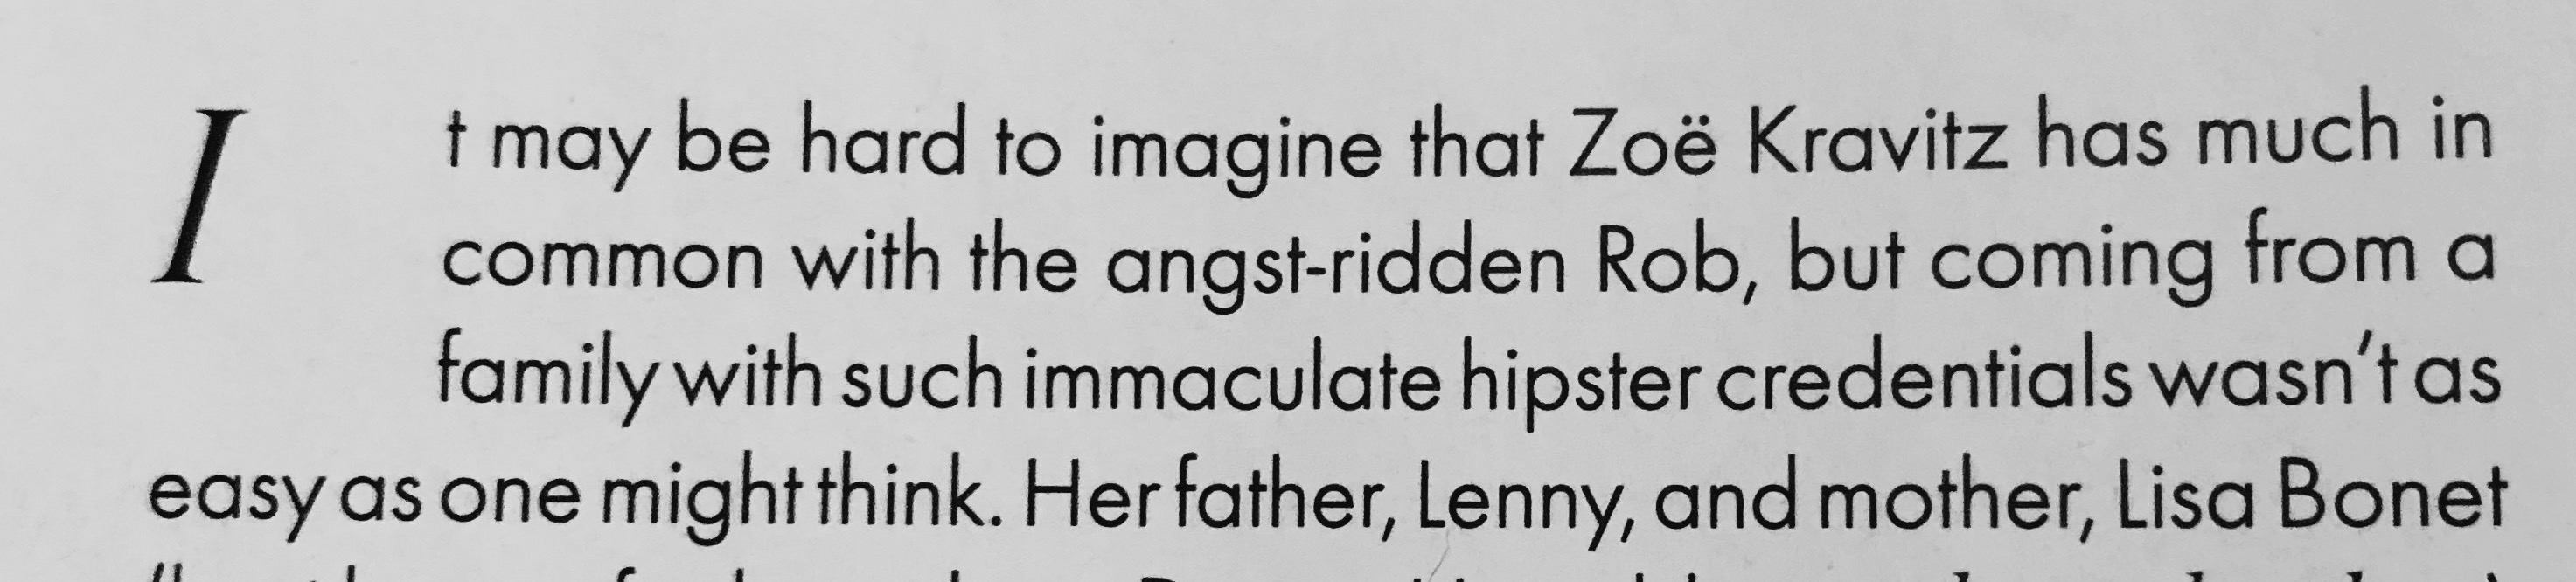 It may be hard to imagine that Zoë Kravitz has much in
common with the angst-ridden Rob, but coming from a
family with such immaculate hipster credentials wasn't as
easy as one might think. Her father, Lenny, and mother, Lisa Bonet